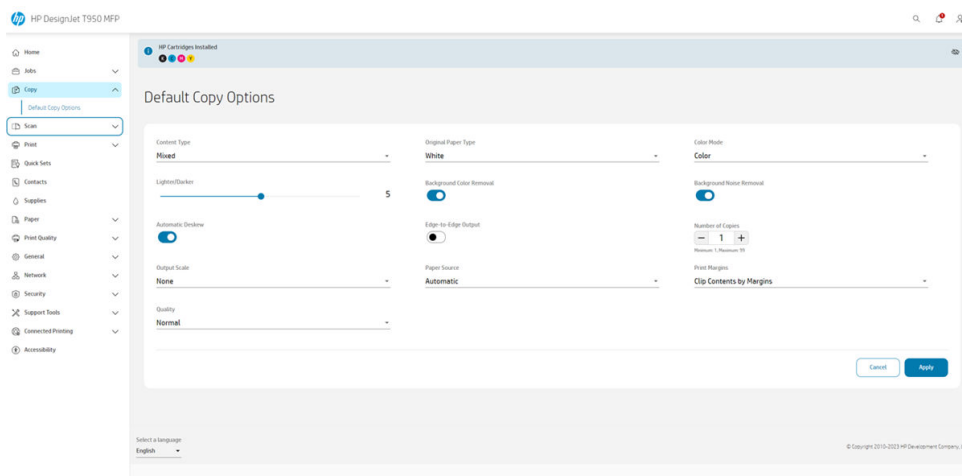 hp HP DesignJet T950 MFP
Home
HP Cartridges Installed
K C M Y
Jobs
Copy
Default Copy Options
Default Copy Options
Scan
Print
Quick Sets
Contacts
Supplies
Paper
Print Quality
General
Network
Security
Support Tools
Connected Printing
Accessibility
Content Type
Mixed
Original Paper Type
White
Color Mode
Color
Lighter/Darker
5
Background Color Removal
Background Noise Removal
Automatic Deskew
Edge-to-Edge Output
Number of Copies
1
Minimum: 1, Maximum: 99
Output Scale
None
Paper Source
Automatic
Print Margins
Clip Contents by Margins
Quality
Normal
Cancel
Apply
Select a language
English
© Copyright 2010-2023 HP Development Company,